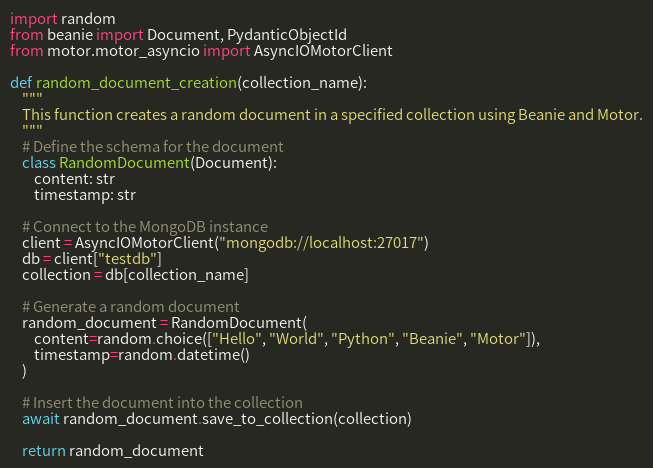 import random
from beanie import Document, PydanticObjectId
from motor.motor_asyncio import AsyncIOMotorClient

def random_document_creation(collection_name):
    """
    This function creates a random document in a specified collection using Beanie and Motor.
    """
    # Define the schema for the document
    class RandomDocument(Document):
        content: str
        timestamp: str

    # Connect to the MongoDB instance
    client = AsyncIOMotorClient("mongodb://localhost:27017")
    db = client["testdb"]
    collection = db[collection_name]

    # Generate a random document
    random_document = RandomDocument(
        content=random.choice(["Hello", "World", "Python", "Beanie", "Motor"]),
        timestamp=random.datetime()
    )

    # Insert the document into the collection
    await random_document.save_to_collection(collection)

    return random_document